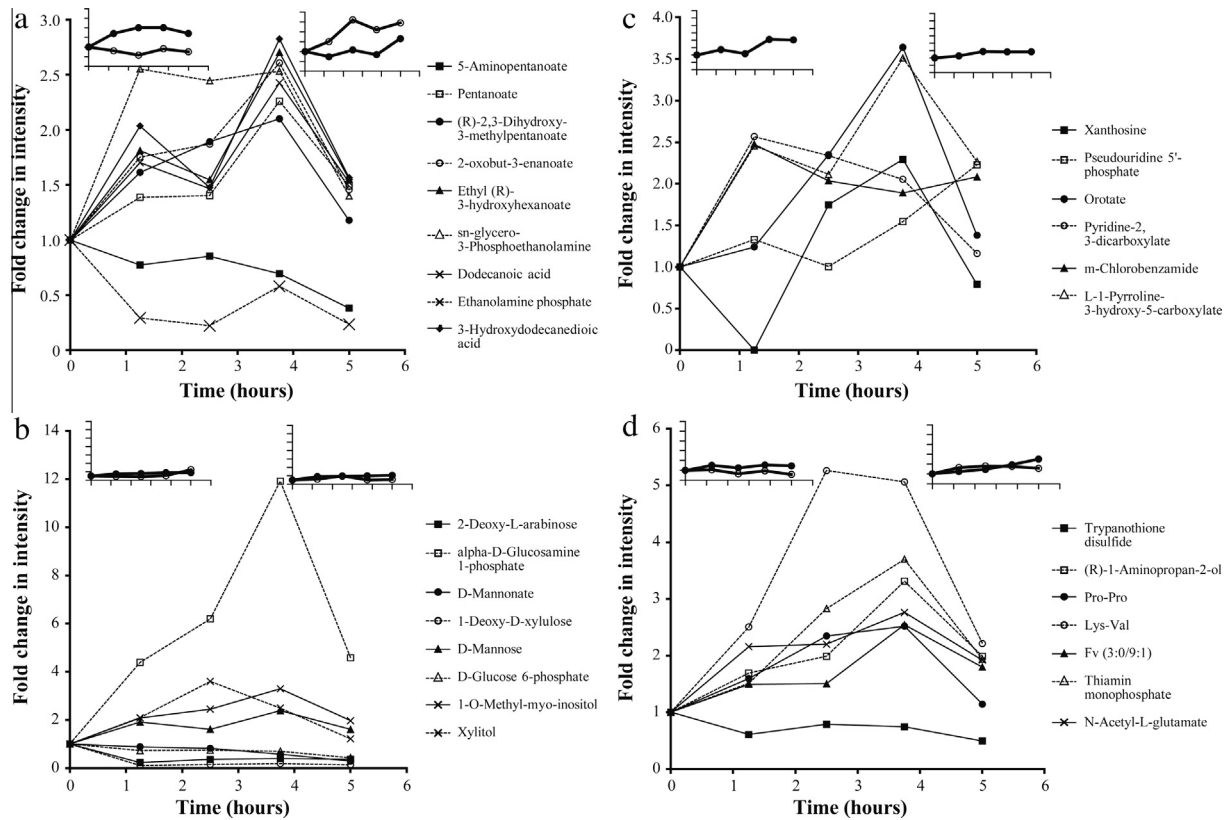 a
3.0
2.5
2.0
1.5
1.0
0.5
0
Fold change in intensity
0 1 2 3 4 5 6
Time (hours)
5-Aminopentanoate
Pentanoate
(R)-2,3-Dihydroxy-
3-methylpentanoate
2-oxobut-3-enanoate
Ethyl (R)-
3-hydroxyhexanoate
sn-glycero-
3-Phosphoethanolamine
Dodecanoic acid
Ethanolamine phosphate
3-Hydroxydodecanedioic
acid
c
4.0
3.5
3.0
2.5
2.0
1.5
1.0
0.5
0
Fold change in intensity
0 1 2 3 4 5 6
Time (hours)
Xanthosine
Pseudouridine 5'-
phosphate
Orotate
Pyridine-2,
3-dicarboxylate
m-Chlorobenzamide
L-1-Pyrroline-
3-hydroxy-5-carboxylate
b
14
12
10
8
6
4
2
0
Fold change in intensity
0 1 2 3 4 5 6
Time (hours)
2-Deoxy-L-arabinose
alpha-D-Glucosamine
1-phosphate
D-Mannonate
1-Deoxy-D-xylulose
D-Mannose
D-Glucose 6-phosphate
1-O-Methyl-myo-inositol
Xylitol
d
6
5
4
3
2
1
0
Fold change in intensity
0 1 2 3 4 5 6
Time (hours)
Trypanothione
disulfide
(R)-1-Aminopropan-2-ol
Pro-Pro
Lys-Val
Fv (3:0/9:1)
Thiamin
monophosphate
N-Acetyl-L-glutamate